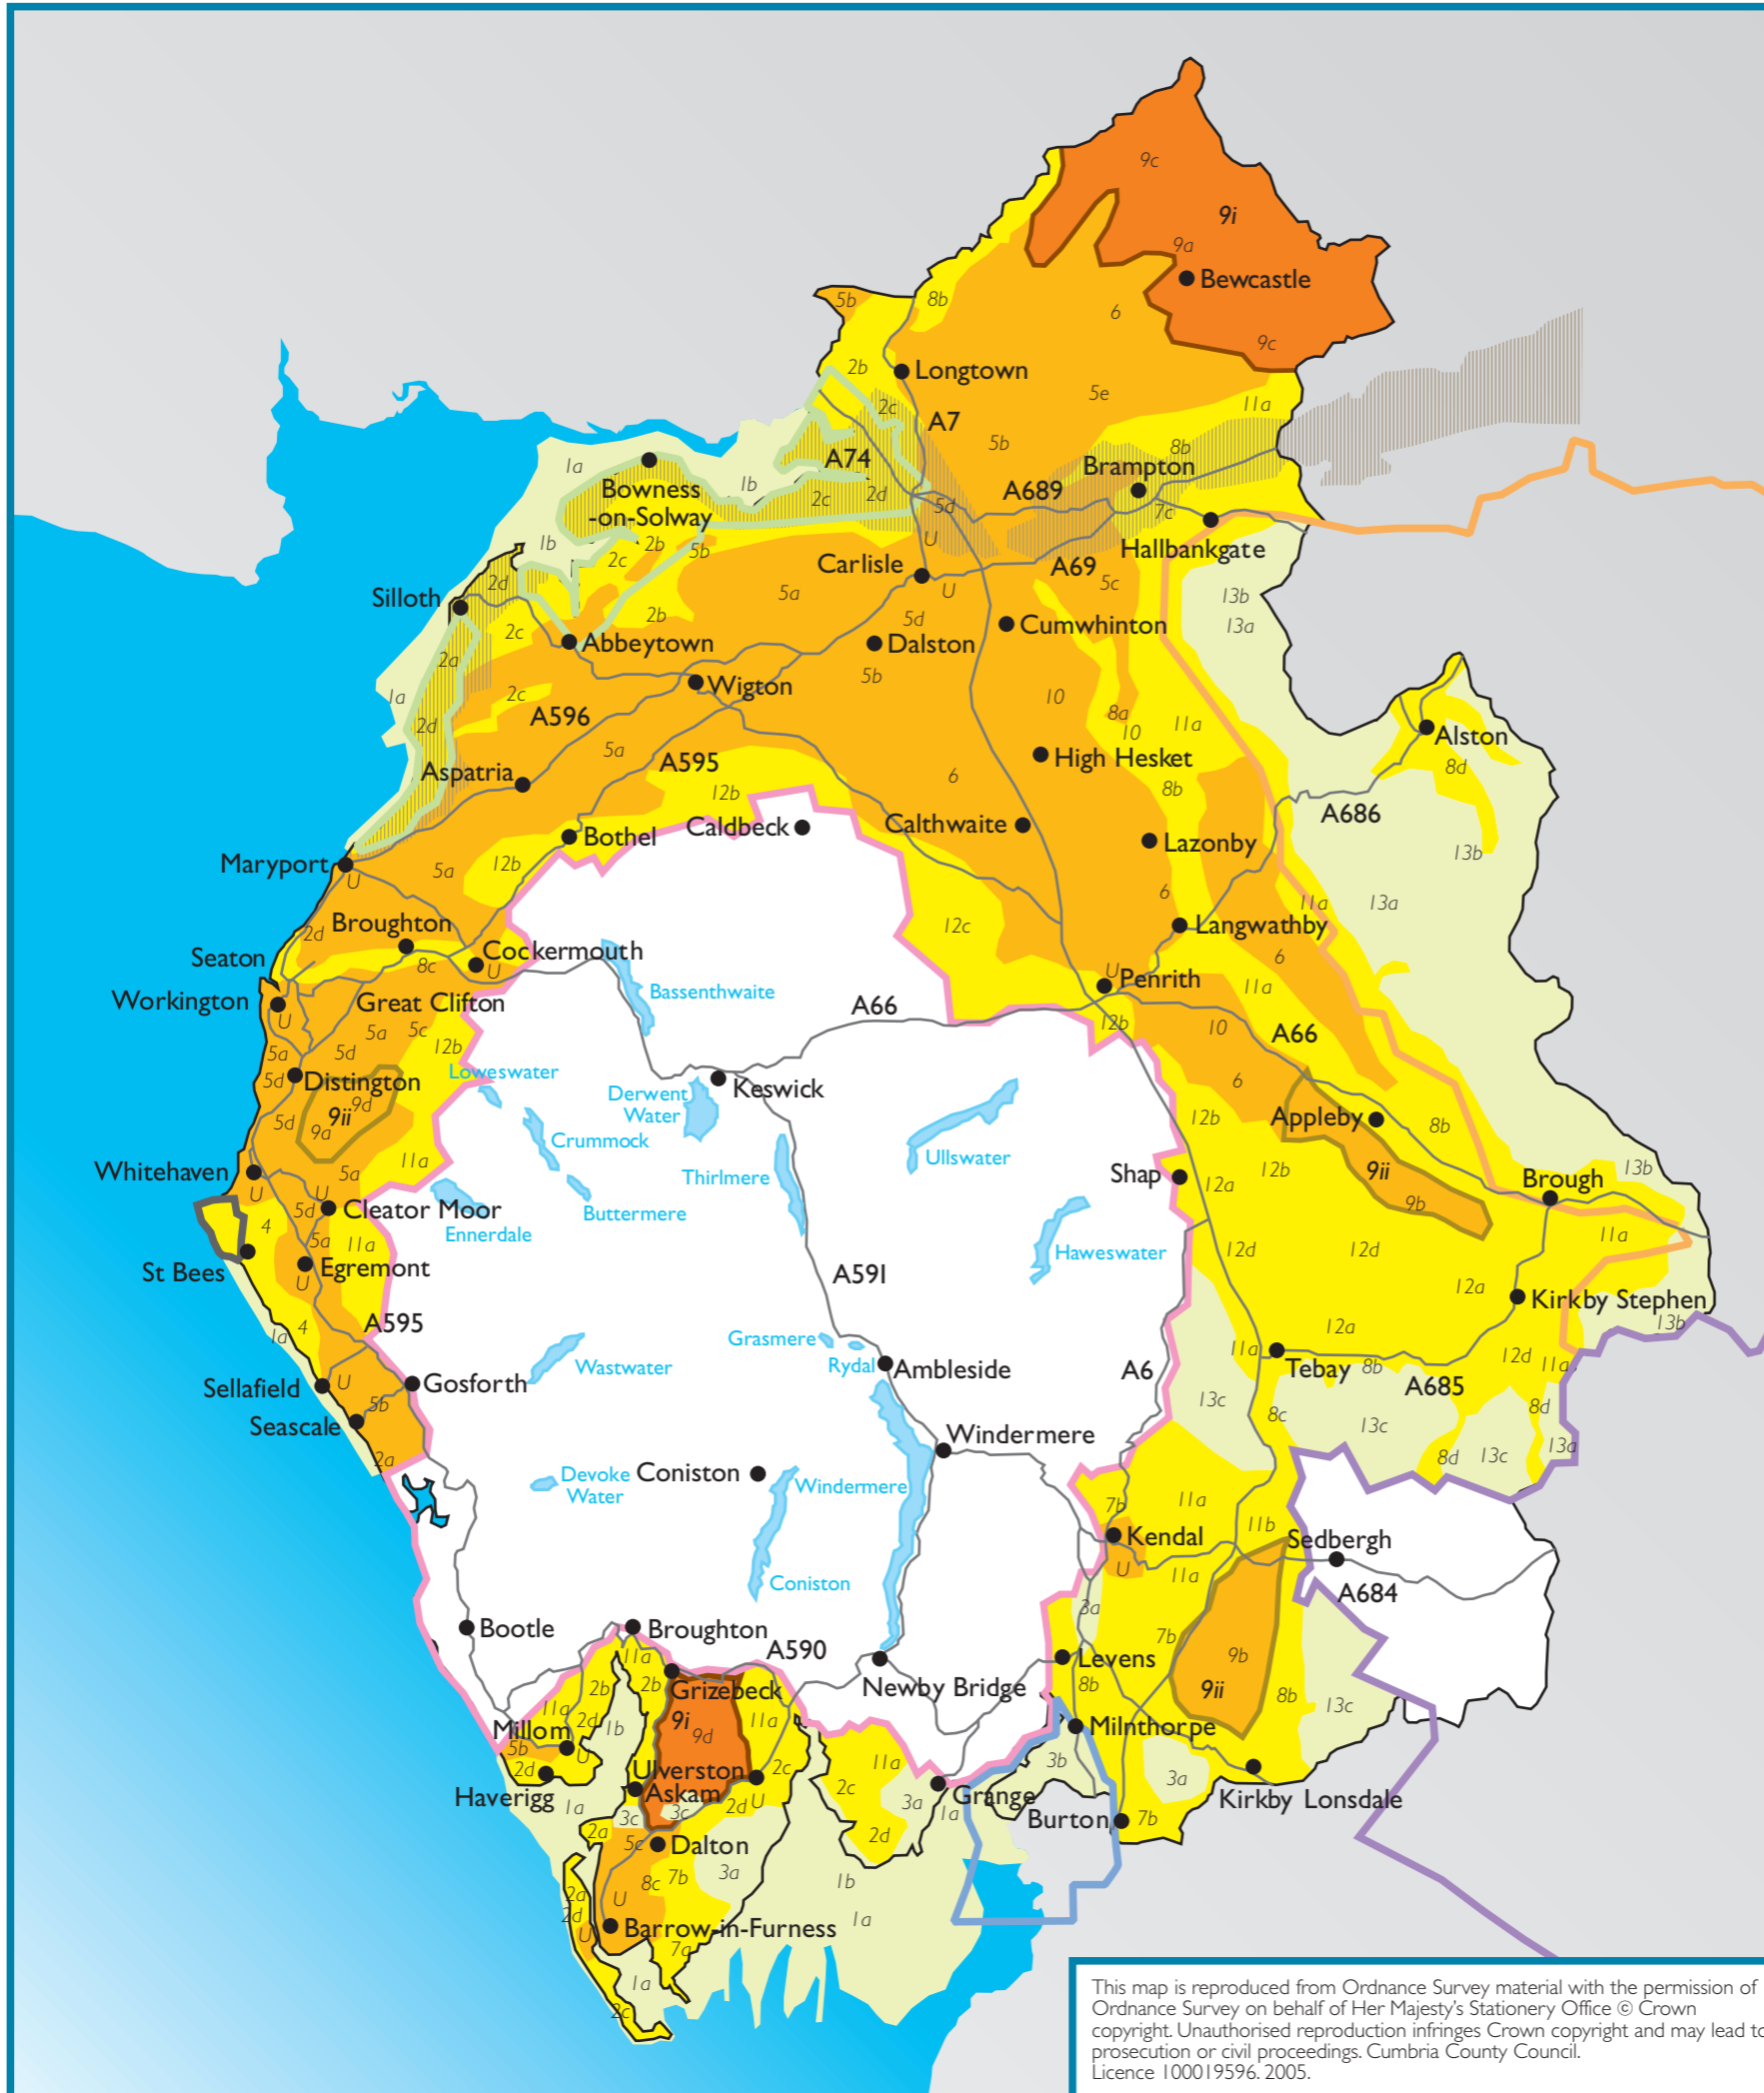 9c
9i
9a
Bewcastle
5b
8b
6
9c
2b
Longtown
5e
2c
A7
11a
5b
8b
1a
A74
Brampton
1b
Bowness
-on-Solway
2c
2d
A689
5d
7c
1b
2b
2c
5b
U
Hallbankgate
Carlisle
A69
2d
5a
U
5c
13b
Silloth
2b
5d
Cumwhinton
13a
2c
Abbeytown
Dalston
2a
5b
1a
2c
Wigton
10
2d
A596
8a
11a
10
Alston
5a
A595
High Hesket
8d
Aspatria
6
12b
8b
A686
Caldbeck
Calthwaite
Bothel
Lazonby
13b
Maryport
5a
12b
U
6
11a
13a
2d
Broughton
12c
Langwathby
Seaton
Cockermouth
8c
U
6
U
Penrith
Workington
Great Clifton
Bassenthwaite
A66
11a
U
5a
5c
12b
10
A66
5a
5d
12b
5d
Distington
Loweswater
Derwent
Water
Keswick
6
9d
9ii
9a
5d
Crummock
12b
Appleby
8b
Whitehaven
11a
Thirlmere
Ullswater
Shap
12b
9ii
13b
5a
Brough
U
U
12a
9b
5d
Cleator Moor
Buttermere
4
Ennerdale
11a
5a
11a
Haweswater
12d
12d
St Bees
Egremont
A591
U
12a
Kirkby Stephen
1a
4
A595
Grasmere
12a
13b
Rydal
11a
Wastwater
Ambleside
A6
Tebay
8b
12d
11a
Sellafield
U
Gosforth
A685
5b
13c
8c
13c
8d
Seascale
Windermere
13a
2a
8d
13c
Devoke
Water
Coniston
Windermere
7b
11a
11b
Kendal
Sedbergh
U
11a
Coniston
A684
3a
Bootle
Broughton
7b
A590
11a
Levens
9b
2b
2b
Grizebeck
Newby Bridge
8b
9ii
8b
13c
11a
9i
11a
2d
1b
9d
Millom
Milnthorpe
5b
U
3b
2d
Ulverston
11a
2c
Haverigg
Askam
2c
3a
Kirkby Lonsdale
1a
3c
3c
2d
U
3a
Grange
1a
Burton
7b
2a
5c
Dalton
2d
8c
7b
3a
1b
2a
U
2d
1a
U
Barrow-in-Furness
7a
1a
2c
This map is reproduced from Ordnance Survey material with the permission of
Ordnance Survey on behalf of Her Majesty's Stationery Office © Crown
copyright. Unauthorised reproduction infringes Crown copyright and may lead to
prosecution or civil proceedings. Cumbria County Council.
Licence 100019596. 2005.